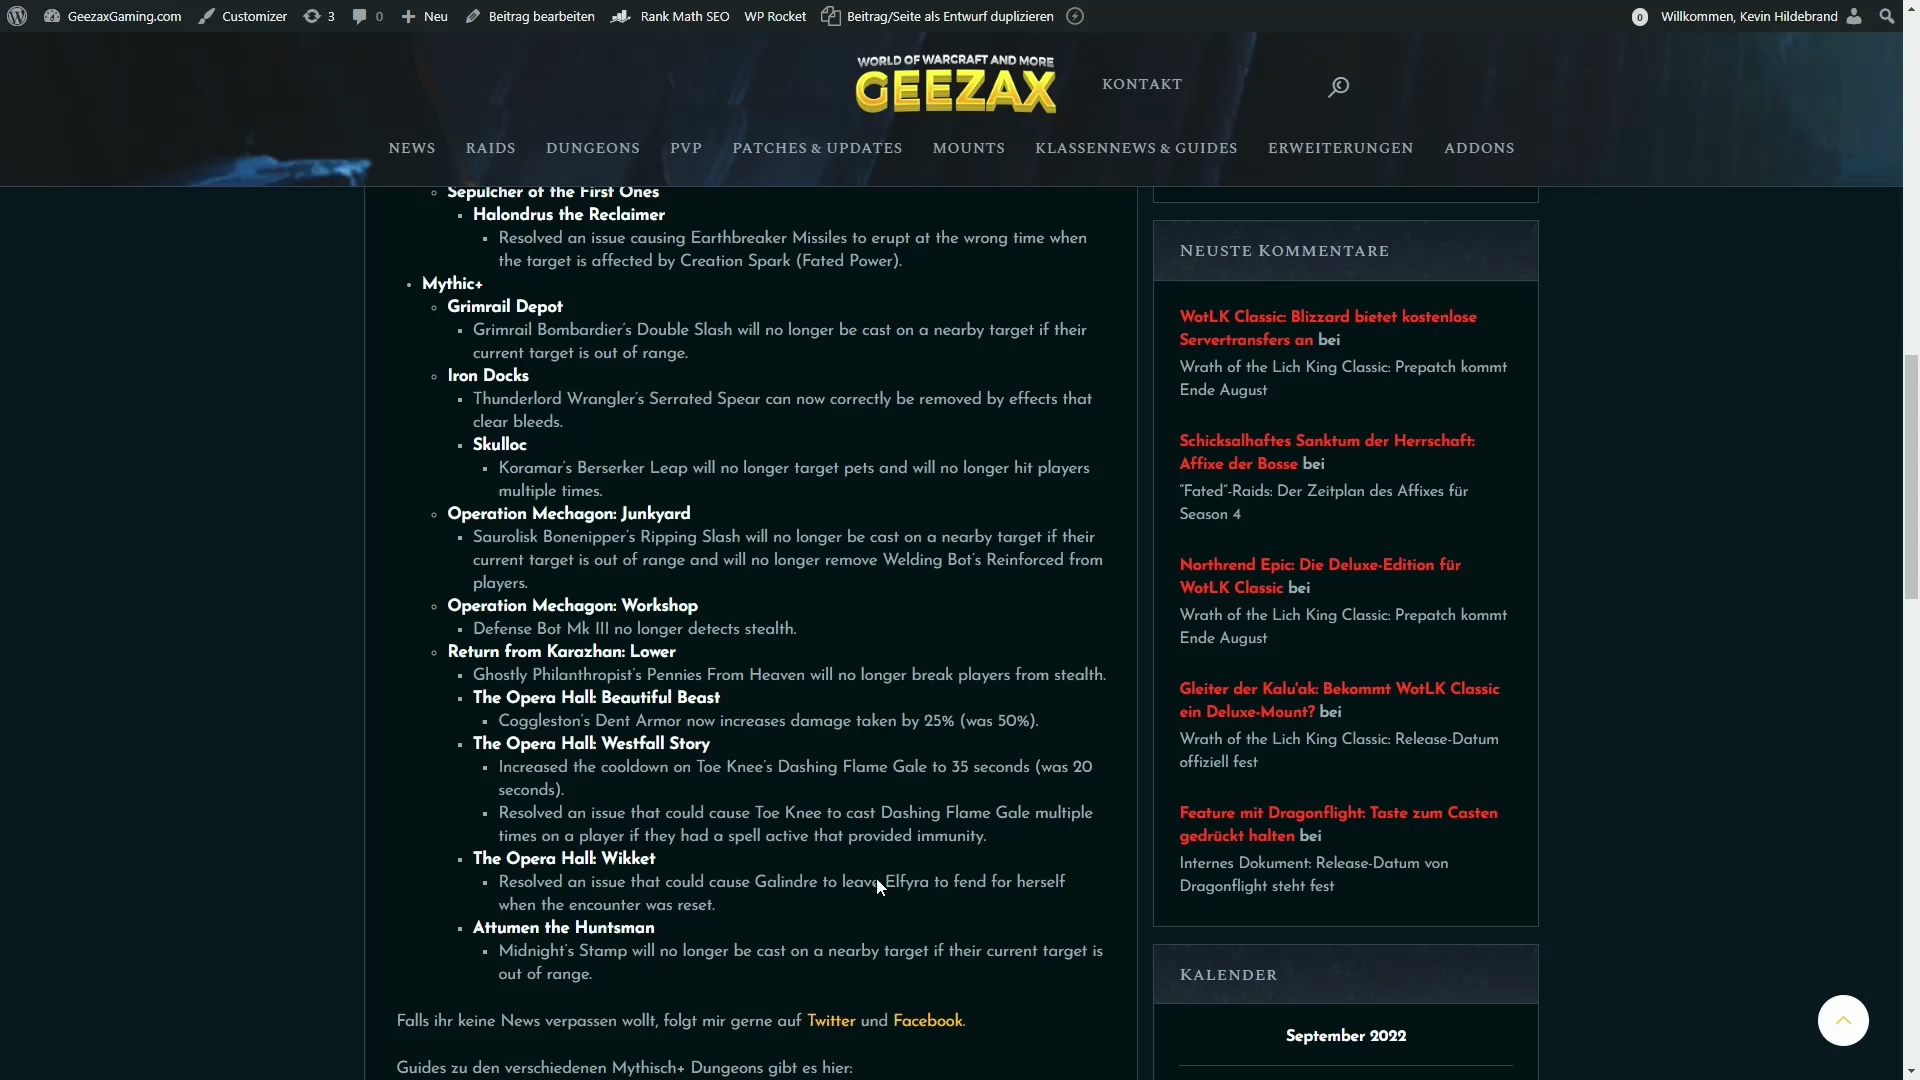 GeezaxGaming.com Customizer 3 0 Neu Beitrag bearbeiten Rank Math SEO WP Rocket Beitrag/Seite als Entwurf duplizieren 0 Willkommen, Kevin Hildebrand
WORLD OF WARCRAFT AND MORE
GEEZAX
KONTAKT
NEWS RAIDS DUNGEONS PVP PATCHES & UPDATES MOUNTS KLASSENNEWS & GUIDES ERWEITERUNGEN ADDONS
Sepulcher of the First Ones
Halondrus the Reclaimer
Resolved an issue causing Earthbreaker Missiles to erupt at the wrong time when
the target is affected by Creation Spark (Fated Power).
Mythic+
Grimrail Depot
Grimrail Bombardier's Double Slash will no longer be cast on a nearby target if their
current target is out of range.
Iron Docks
Thunderlord Wrangler's Serrated Spear can now correctly be removed by effects that
clear bleeds.
Skulloc
Koramar's Berserker Leap will no longer target pets and will no longer hit players
multiple times.
Operation Mechagon: Junkyard
Saurolisk Bonenipper's Ripping Slash will no longer be cast on a nearby target if their
current target is out of range and will no longer remove Welding Bot's Reinforced from
players.
Operation Mechagon: Workshop
Defense Bot Mk III no longer detects stealth.
Return from Karazhan: Lower
Ghostly Philanthropist's Pennies From Heaven will no longer break players from stealth.
The Opera Hall: Beautiful Beast
Coggleston's Dent Armor now increases damage taken by 25% (was 50%).
The Opera Hall: Westfall Story
Increased the cooldown on Toe Knee's Dashing Flame Gale to 35 seconds (was 20
seconds).
Resolved an issue that could cause Toe Knee to cast Dashing Flame Gale multiple
times on a player if they had a spell active that provided immunity.
The Opera Hall: Wikket
Resolved an issue that could cause Galindre to leave Elfyra to fend for herself
when the encounter was reset.
Attumen the Huntsman
Midnight's Stamp will no longer be cast on a nearby target if their current target is
out of range.
Falls ihr keine News verpassen wollt, folgt mir gerne auf Twitter und Facebook.
Guides zu den verschiedenen Mythisch+ Dungeons gibt es hier:
NEUSTE KOMMENTARE
WotLK Classic: Blizzard bietet kostenlose
Servertransfers an bei
Wrath of the Lich King Classic: Prepatch kommt
Ende August
Schicksalhaftes Sanktum der Herrschaft:
Affixe der Bosse bei
"Fated"-Raids: Der Zeitplan des Affixes für
Season 4
Northrend Epic: Die Deluxe-Edition für
WotLK Classic bei
Wrath of the Lich King Classic: Prepatch kommt
Ende August
Gleiter der Kalu'ak: Bekommt WotLK Classic
ein Deluxe-Mount? bei
Wrath of the Lich King Classic: Release-Datum
offiziell fest
Feature mit Dragonflight: Taste zum Casten
gedrückt halten bei
Internes Dokument: Release-Datum von
Dragonflight steht fest
KALENDER
September 2022